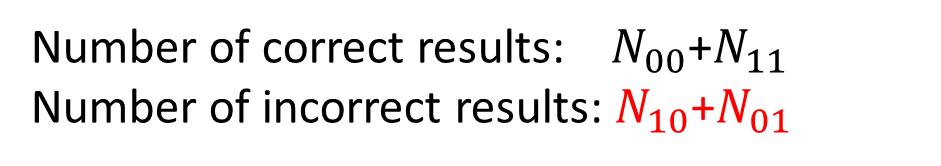 Number of correct results: N₀₀+N₁₁
Number of incorrect results: N₁₀+N₀₁